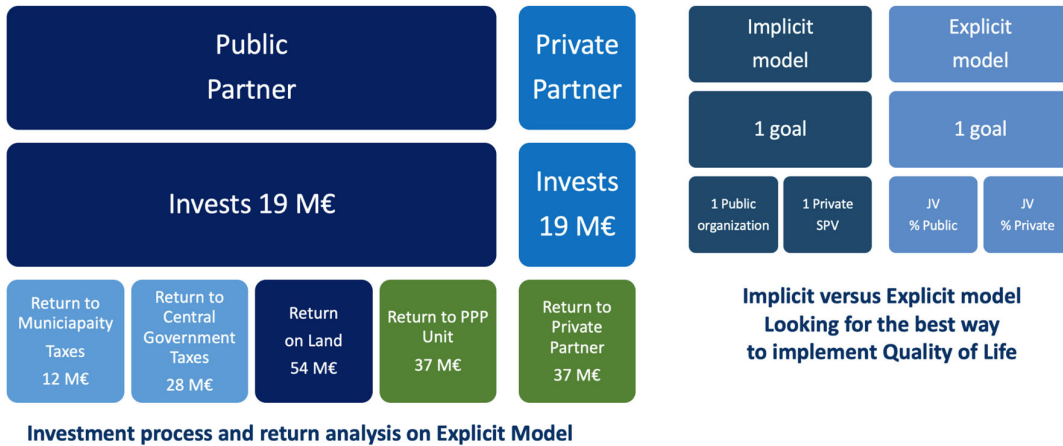 Public
Partner
Private
Partner
Invests 19 M€
Invests
19 M€
Return to
Municiapaity
Taxes
12 M€
Return to
Central
Government
Taxes
28 M€
Return
on Land
54 M€
Return to PPP
Unit
37 M€
Return to
Private
Partner
37 M€
Investment process and return analysis on Explicit Model
Implicit
model
Explicit
model
1 goal
1 goal
1 Public
organization
1 Private
SPV
JV
% Public
JV
% Private
Implicit versus Explicit model
Looking for the best way
to implement Quality of Life